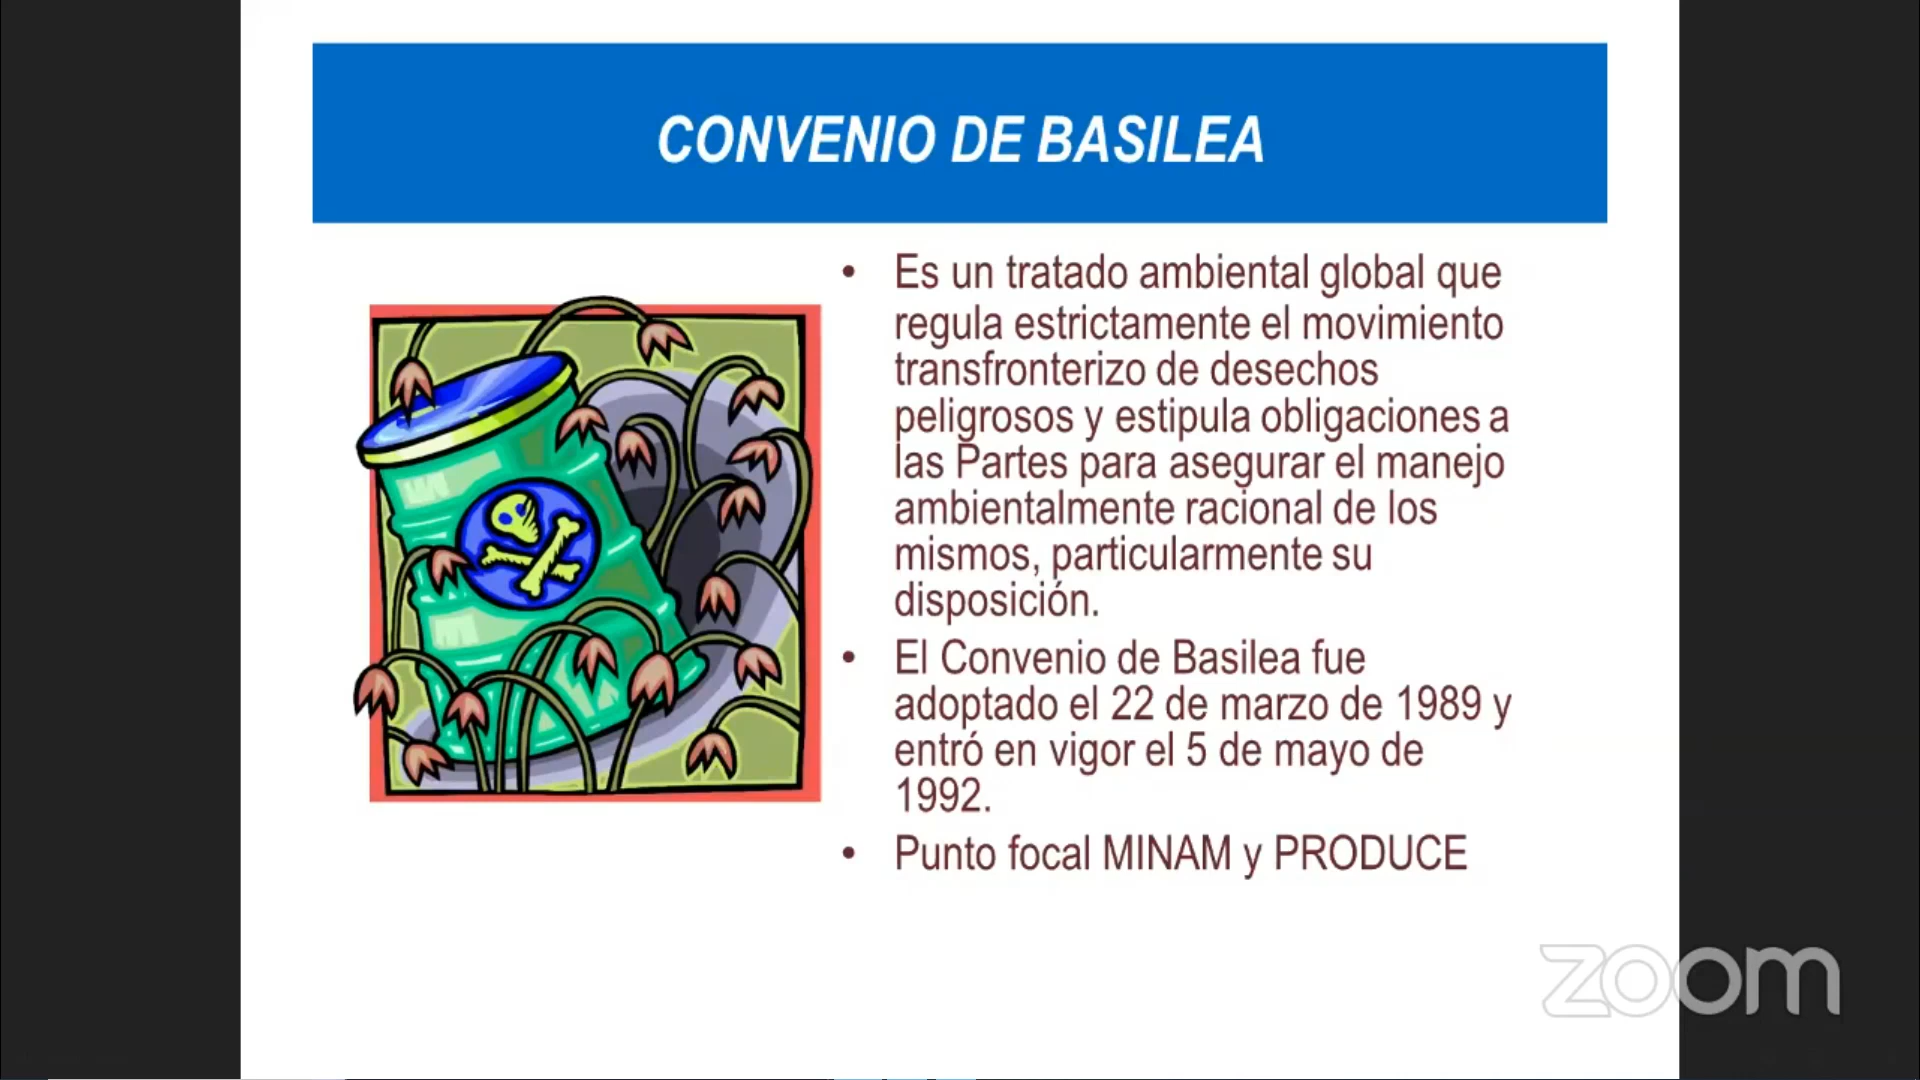 CONVENIO DE BASILEA
• Es un tratado ambiental global que
regula estrictamente el movimiento
transfronterizo de desechos
peligrosos y estipula obligaciones a
las Partes para asegurar el manejo
ambientalmente racional de los
mismos, particularmente su
disposición.
• El Convenio de Basilea fue
adoptado el 22 de marzo de 1989 y
entró en vigor el 5 de mayo de
1992.
• Punto focal MINAM y PRODUCE
zoom